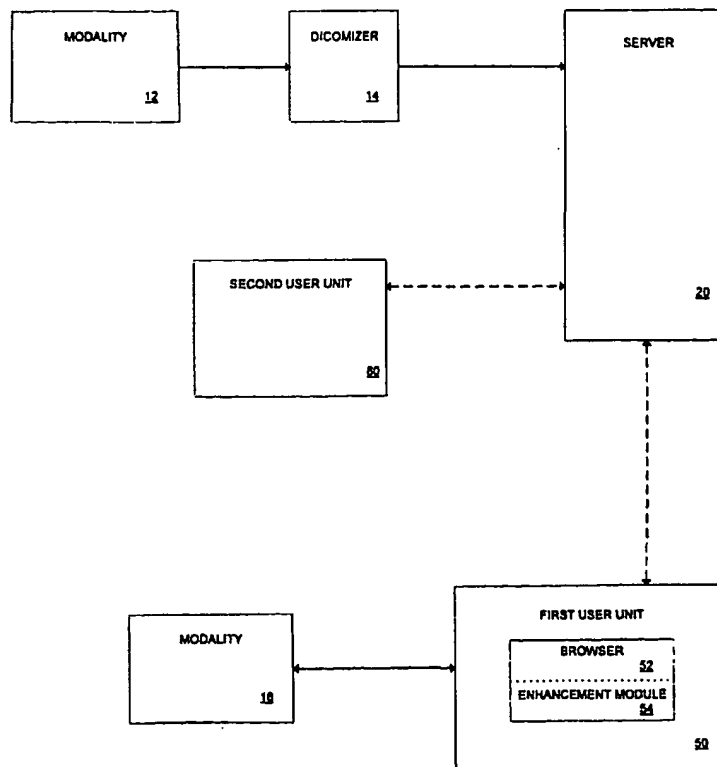 MODALITY
12
DICOMIZER
14
SERVER
20
SECOND USER UNIT
60
MODALITY
16
FIRST USER UNIT
BROWSER
52
ENHANCEMENT MODULE
54
50